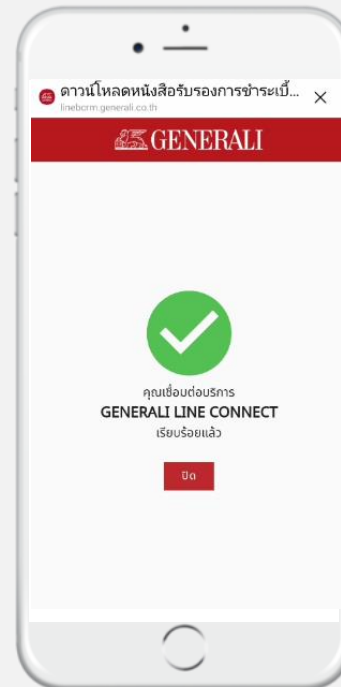 ดาวน์โหลดหนังสือรับรองการชำระเบี้...
linebcrm.generali.co.th
GENERALI
คุณเชื่อมต่อบริการ
GENERALI LINE CONNECT
เรียบร้อยแล้ว
ปิด